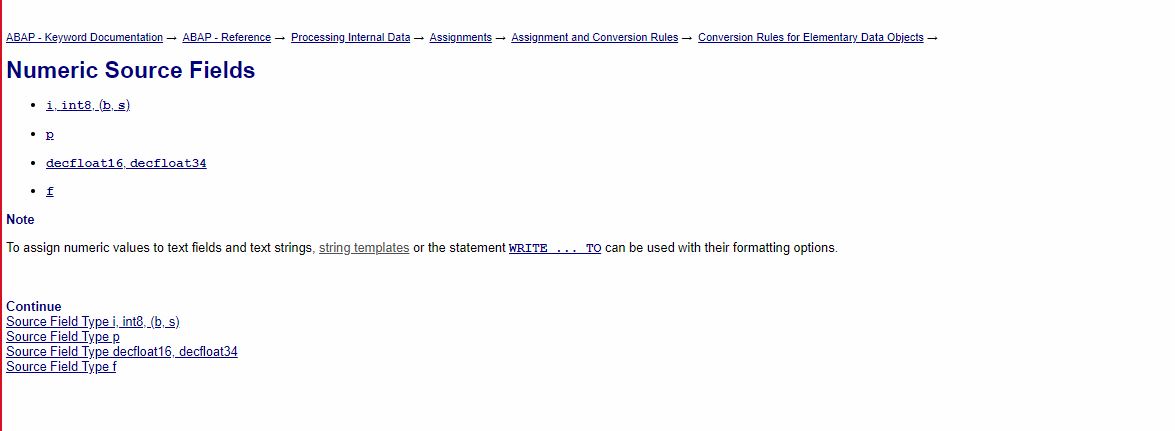 ABAP - Keyword Documentation → ABAP - Reference → Processing Internal Data → Assignments → Assignment and Conversion Rules → Conversion Rules for Elementary Data Objects →
Numeric Source Fields
• i, int8, (b, s)
• p
• decfloat16, decfloat34
• f
Note
To assign numeric values to text fields and text strings, string templates or the statement WRITE ... TO can be used with their formatting options.
Continue
Source Field Type i, int8, (b, s)
Source Field Type p
Source Field Type decfloat16, decfloat34
Source Field Type f